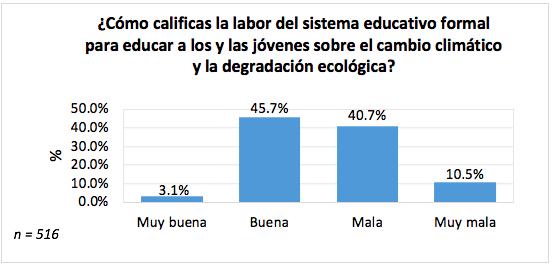 ¿Cómo calificas la labor del sistema educativo formal
para educar a los y las jóvenes sobre el cambio climático
y la degradación ecológica?
%
50.0%
40.0%
30.0%
20.0%
10.0%
0.0%
3.1%
45.7%
40.7%
10.5%
Muy buena
Buena
Mala
Muy mala
n = 516